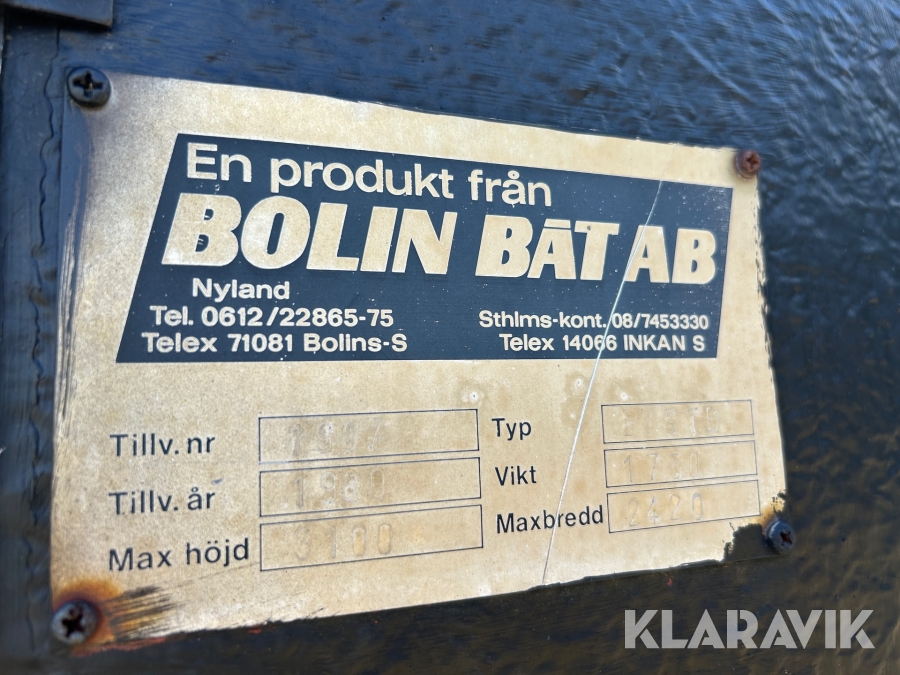 En produkt från
BOLIN BÅT AB
Nyland
Tel. 0612/22865-75
Telex 71081 Bolins-S
Sthlms-kont. 08/7453330
Telex 14066 INKAN S
Tillv. nr
Tillv. år
Max höjd 3100
Typ
Vikt
Maxbredd 2420
KLARAVIK